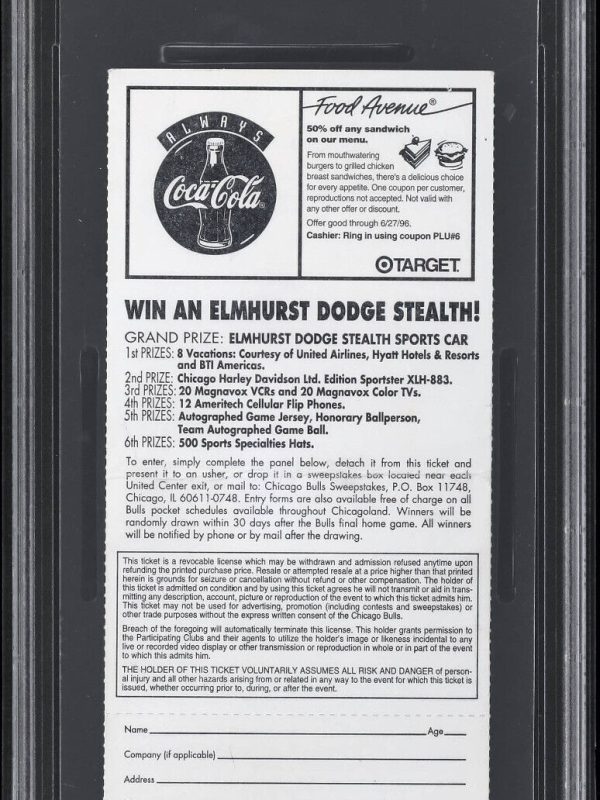 ALWAYS
Coca-Cola®
Food Avenue®
50% off any sandwich
on our menu.
From mouthwatering
burgers to grilled chicken
breast sandwiches, there's a delicious choice
for every appetite. One coupon per customer,
reproductions not accepted. Not valid with
any other offer or discount.
Offer good through 6/27/96.
Cashier: Ring in using coupon PLU#6
TARGET.
WIN AN ELMHURST DODGE STEALTH!
GRAND PRIZE: ELMHURST DODGE STEALTH SPORTS CAR
1st PRIZES: 8 Vacations: Courtesy of United Airlines, Hyatt Hotels & Resorts
and BTI Americas.
2nd PRIZE: Chicago Harley Davidson Ltd. Edition Sportster XLH-883.
3rd PRIZES: 20 Magnavox VCRs and 20 Magnavox Color TVs.
4th PRIZES: 12 Ameritech Cellular Flip Phones.
5th PRIZES: Autographed Game Jersey, Honorary Ballperson,
Team Autographed Game Ball.
6th PRIZES: 500 Sports Specialties Hats.
To enter, simply complete the panel below, detach it from this ticket and
present it to an usher, or drop it in a sweepstakes box located near each
United Center exit, or mail to: Chicago Bulls Sweepstakes, P.O. Box 11748,
Chicago, IL 60611-0748. Entry forms are also available free of charge on all
Bulls pocket schedules available throughout Chicagoland. Winners will be
randomly drawn within 30 days after the Bulls final home game. All winners
will be notified by phone or by mail after the drawing.
This ticket is a revocable license which may be withdrawn and admission refused anytime upon
refunding the printed purchase price. Resale or attempted resale at a price higher than that printed
herein is grounds for seizure or cancellation without refund or other compensation. The holder of
this ticket is admitted on condition and by using this ticket agrees he will not transmit or aid in trans-
mitting any description, account, picture or reproduction of the event to which this ticket admits him.
This ticket may not be used for advertising, promotion (including contests and sweepstakes) or
other trade purposes without the express written consent of the Chicago Bulls.
Breach of the foregoing will automatically terminate this license. This holder grants permission to
the Participating Clubs and their agents to utilize the holder's image or likeness incidental to any
live or recorded video display or other transmission or reproduction in whole or in part of the event
to which this admits him.
THE HOLDER OF THIS TICKET VOLUNTARILY ASSUMES ALL RISK AND DANGER of person-
al injury and all other hazards arising from or related in any way to the event for which this ticket is
issued, whether occurring prior to, during, or after the event.
Name Age
Company (if applicable)
Address